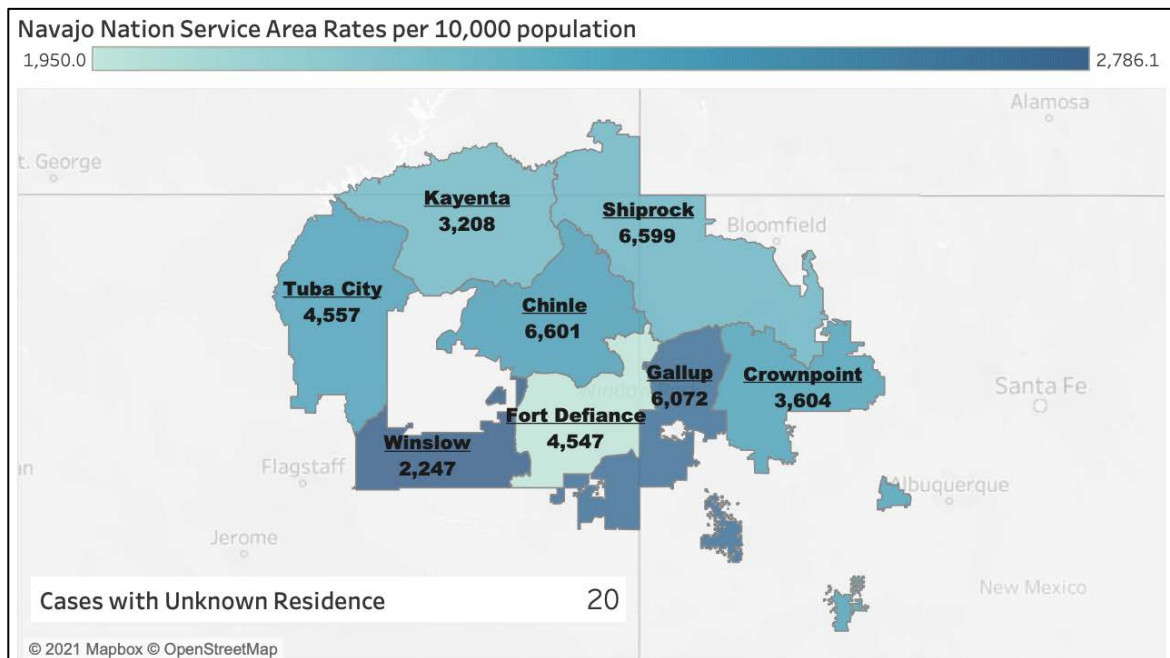 Navajo Nation Service Area Rates per 10,000 population
1,950.0
2,786.1
Alamosa
t. George
Kayenta
3,208
Shiprock
6,599
Bloomfield
Tuba City
4,557
Chinle
6,601
Gallup
6,072
Crownpoint
3,604
Santa Fe
Fort Defiance
4,547
Winslow
2,247
Flagstaff
Albuquerque
Jerome
New Mexico
Cases with Unknown Residence 20
© 2021 Mapbox © OpenStreetMap